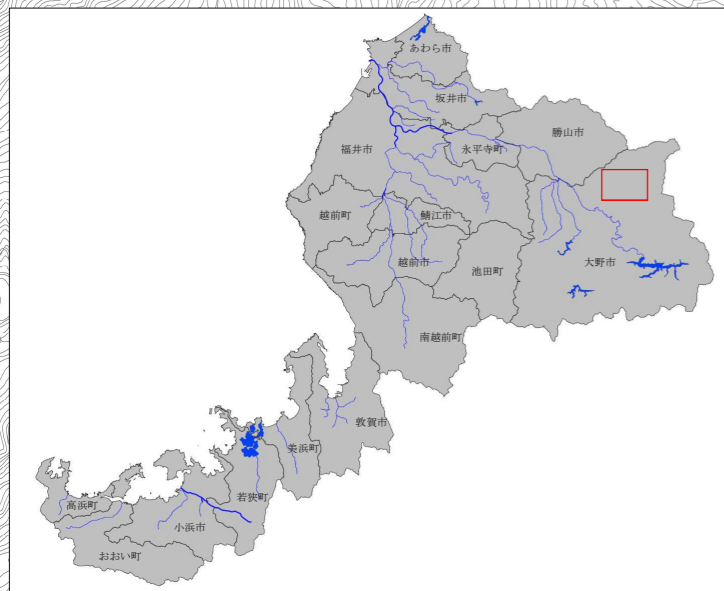 あわら市
坂井市
勝山市
福井市
永平寺町
越前町
鯖江市
越前市
池田町
大野市
南越前町
敦賀市
美浜町
若狭町
高浜町
小浜市
おおい町